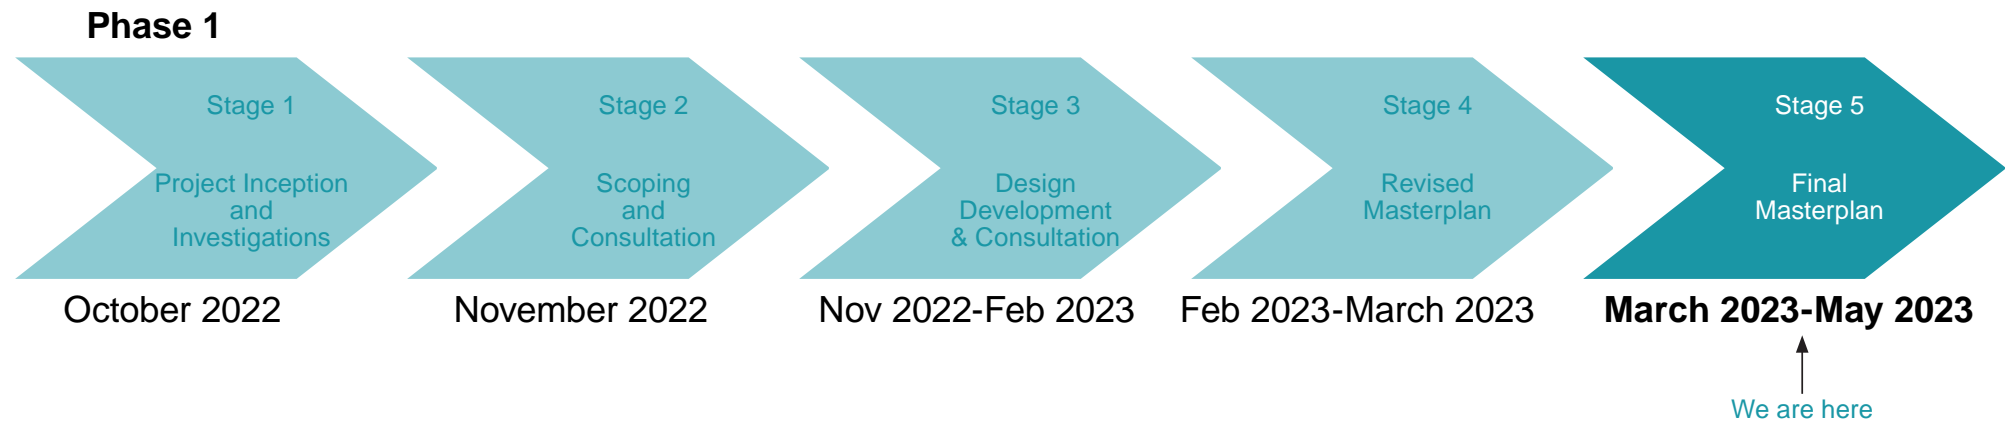 Phase 1
Stage 1
Project Inception
and
Investigations
October 2022
Stage 2
Scoping
and
Consultation
November 2022
Stage 3
Design
Development
& Consultation
Nov 2022-Feb 2023
Stage 4
Revised
Masterplan
Feb 2023-March 2023
Stage 5
Final
Masterplan
March 2023-May 2023
We are here